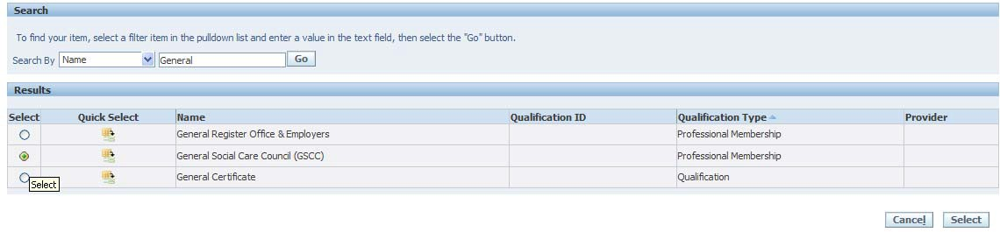 Search
To find your item, select a filter item in the pulldown list and enter a value in the text field, then select the "Go" button.
Search By Name General Go
Results
Select Quick Select Name Qualification ID Qualification Type Provider
General Register Office & Employers Professional Membership
General Social Care Council (GSCC) Professional Membership
General Certificate Qualification
Select
Cancel Select